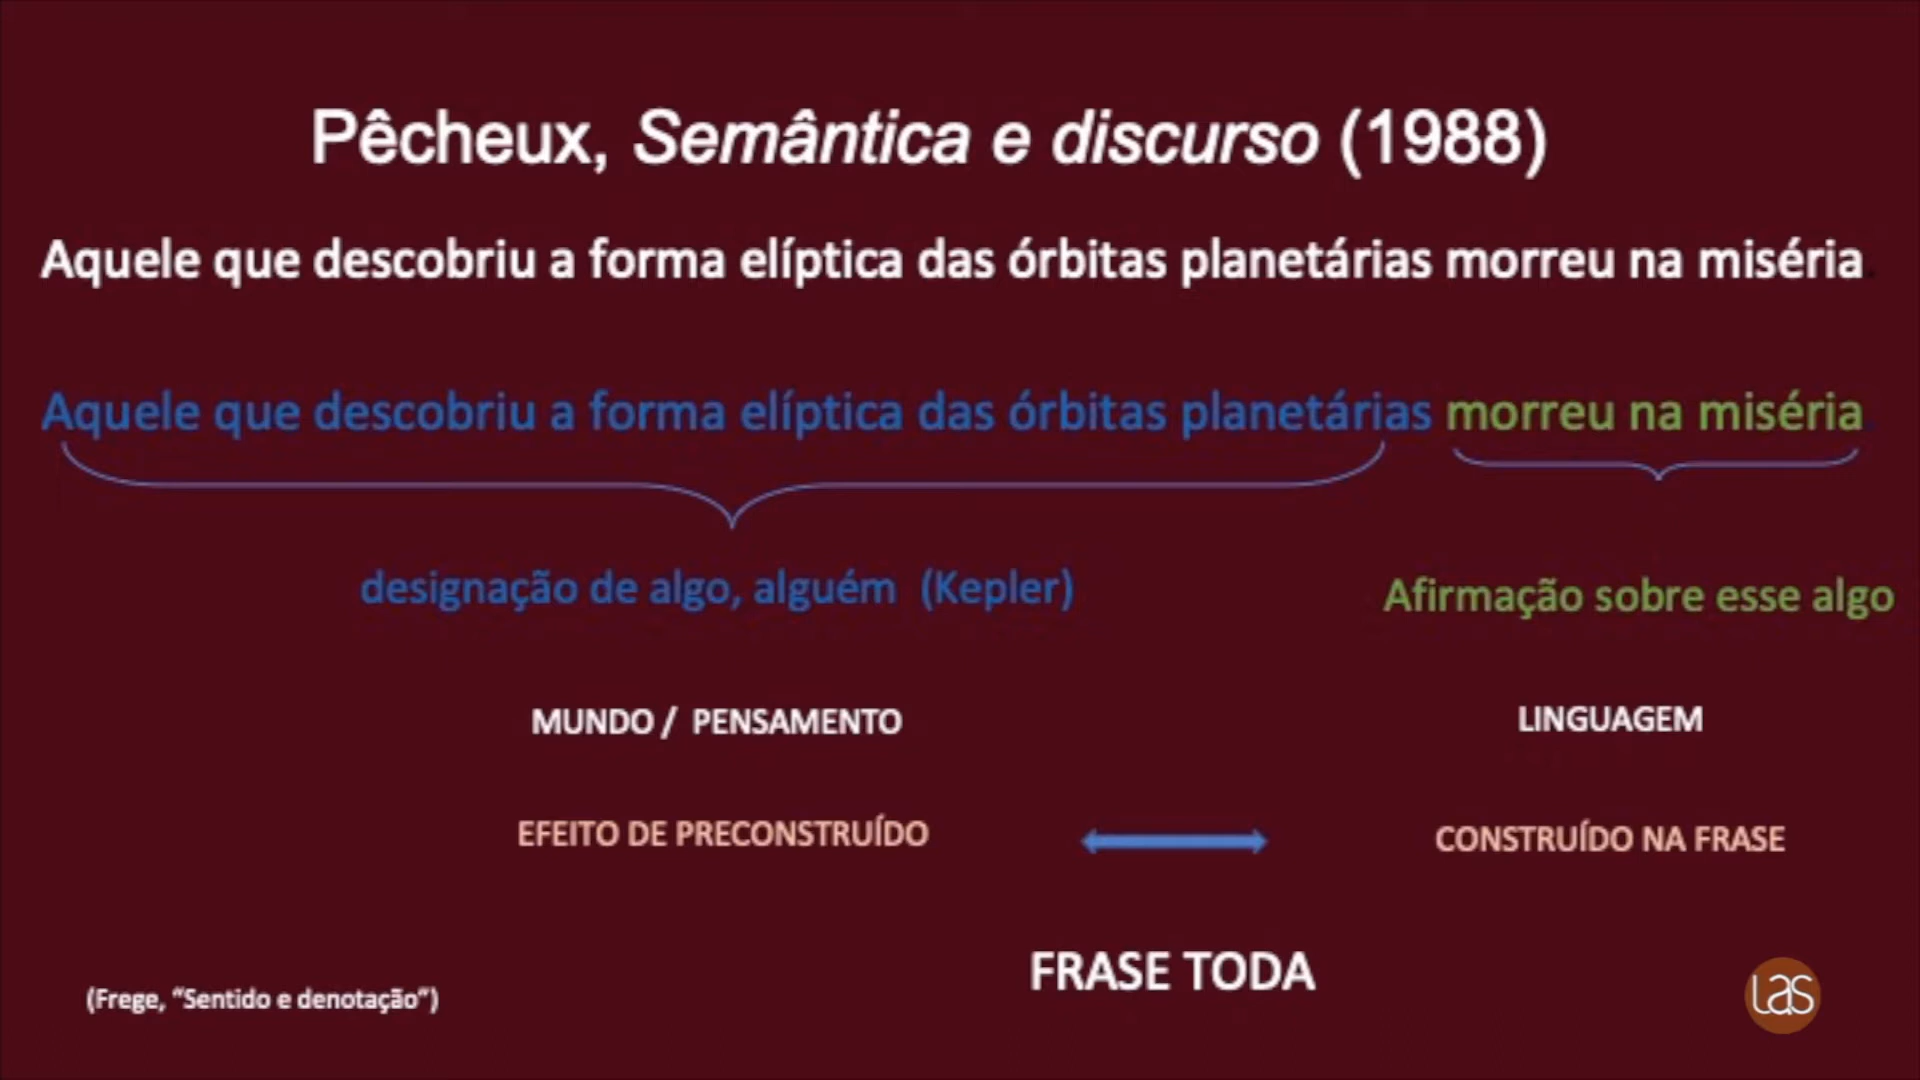 Pêcheux, Semântica e discurso (1988)
Aquele que descobriu a forma elíptica das órbitas planetárias morreu na miséria.
Aquele que descobriu a forma elíptica das órbitas planetárias morreu na miséria.
designação de algo, alguém (Kepler) Afirmação sobre esse algo
MUNDO / PENSAMENTO LINGUAGEM
EFEITO DE PRECONSTRUÍDO CONSTRUÍDO NA FRASE
FRASE TODA
(Frege, “Sentido e denotação”) Las